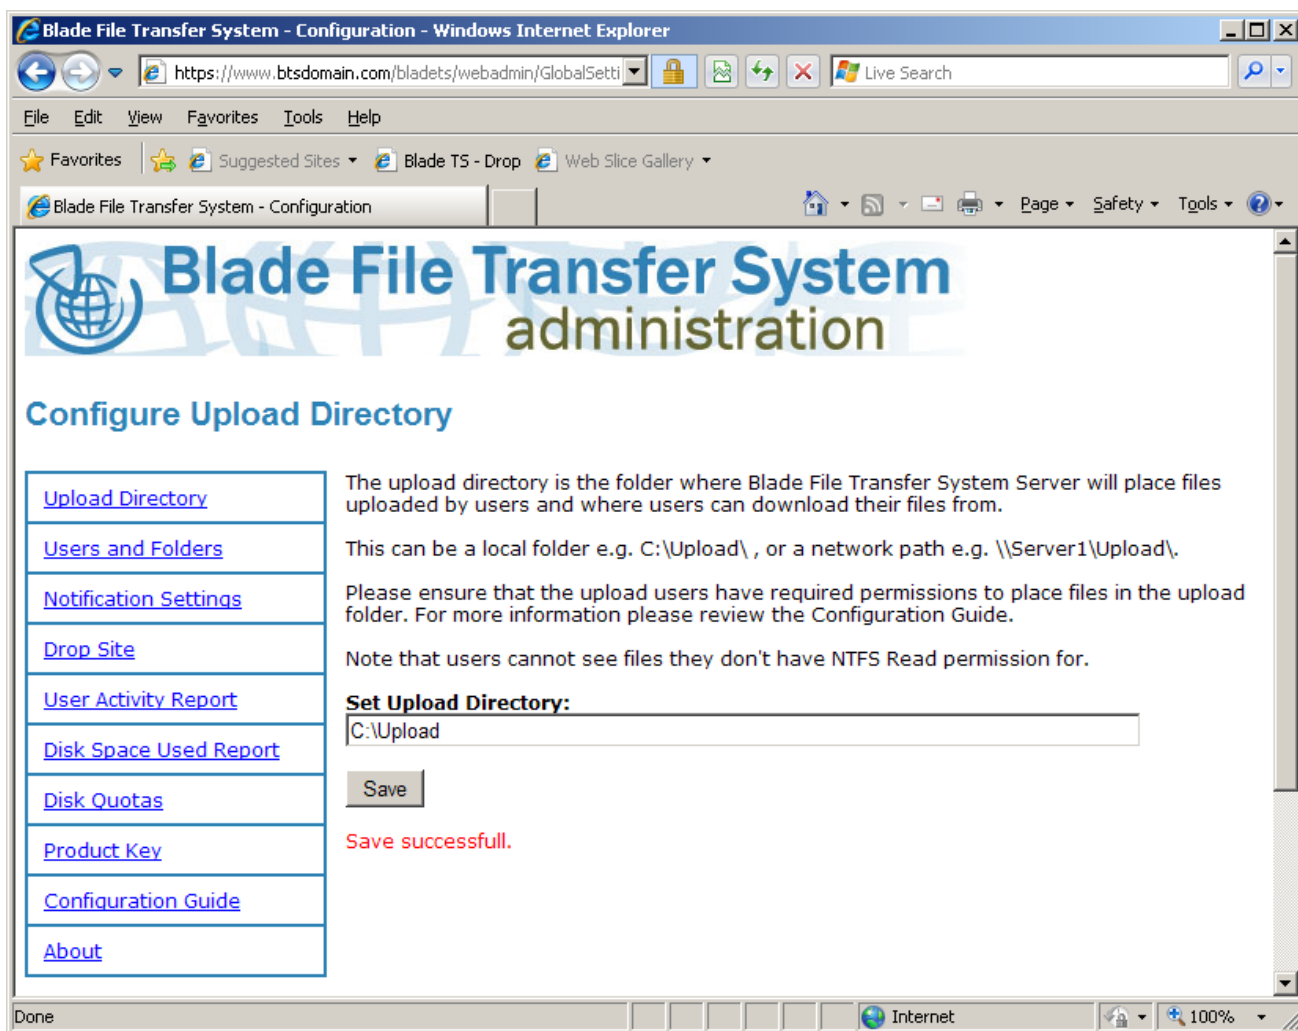 Blade File Transfer System - Configuration - Windows Internet Explorer
https://www.btsdomain.com/bladets/webadmin/GlobalSetti
Live Search
File Edit View Favorites Tools Help
Favorites Suggested Sites Blade TS - Drop Web Slice Gallery
Blade File Transfer System - Configuration
Page Safety Tools
Blade File Transfer System
administration
Configure Upload Directory
Upload Directory
Users and Folders
Notification Settings
Drop Site
User Activity Report
Disk Space Used Report
Disk Quotas
Product Key
Configuration Guide
About
The upload directory is the folder where Blade File Transfer System Server will place files
uploaded by users and where users can download their files from.
This can be a local folder e.g. C:\Upload\ , or a network path e.g. \\Server1\Upload\.
Please ensure that the upload users have required permissions to place files in the upload
folder. For more information please review the Configuration Guide.
Note that users cannot see files they don't have NTFS Read permission for.
Set Upload Directory:
C:\Upload
Save
Save successfull.
Done
Internet
100%